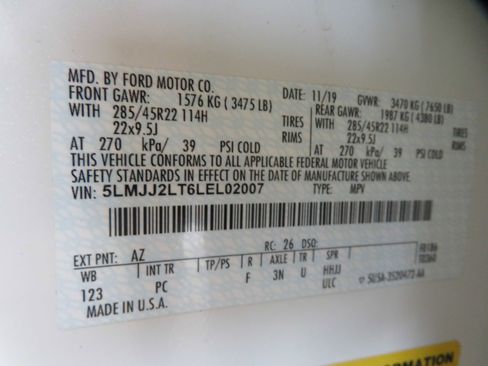 MFD. BY FORD MOTOR CO. DATE: 11/19 GVWR: 3470 KG (7650 LB)
FRONT GAWR: 1576 KG (3475 LB) REAR GAWR: 1987 KG (4380 LB)
WITH 285/45R22 114H TIRES WITH 285/45R22 114H TIRES
22x9.5J RIMS 22x9.5J RIMS
AT 270 kPa/ 39 PSI COLD AT 270 kPa/ 39 PSI COLD
THIS VEHICLE CONFORMS TO ALL APPLICABLE FEDERAL MOTOR VEHICLE
SAFETY STANDARDS IN EFFECT ON THE DATE OF MANUFACTURE SHOWN ABOVE.
VIN: 5LMJJ2LT6LEL02007 TYPE: MPV
EXT PNT: AZ RC: 26 DSO:
WB INT TR TP/PS R AXLE TR SPR
123 PC F 3N U HHJJ
ULC
MADE IN U.S.A.